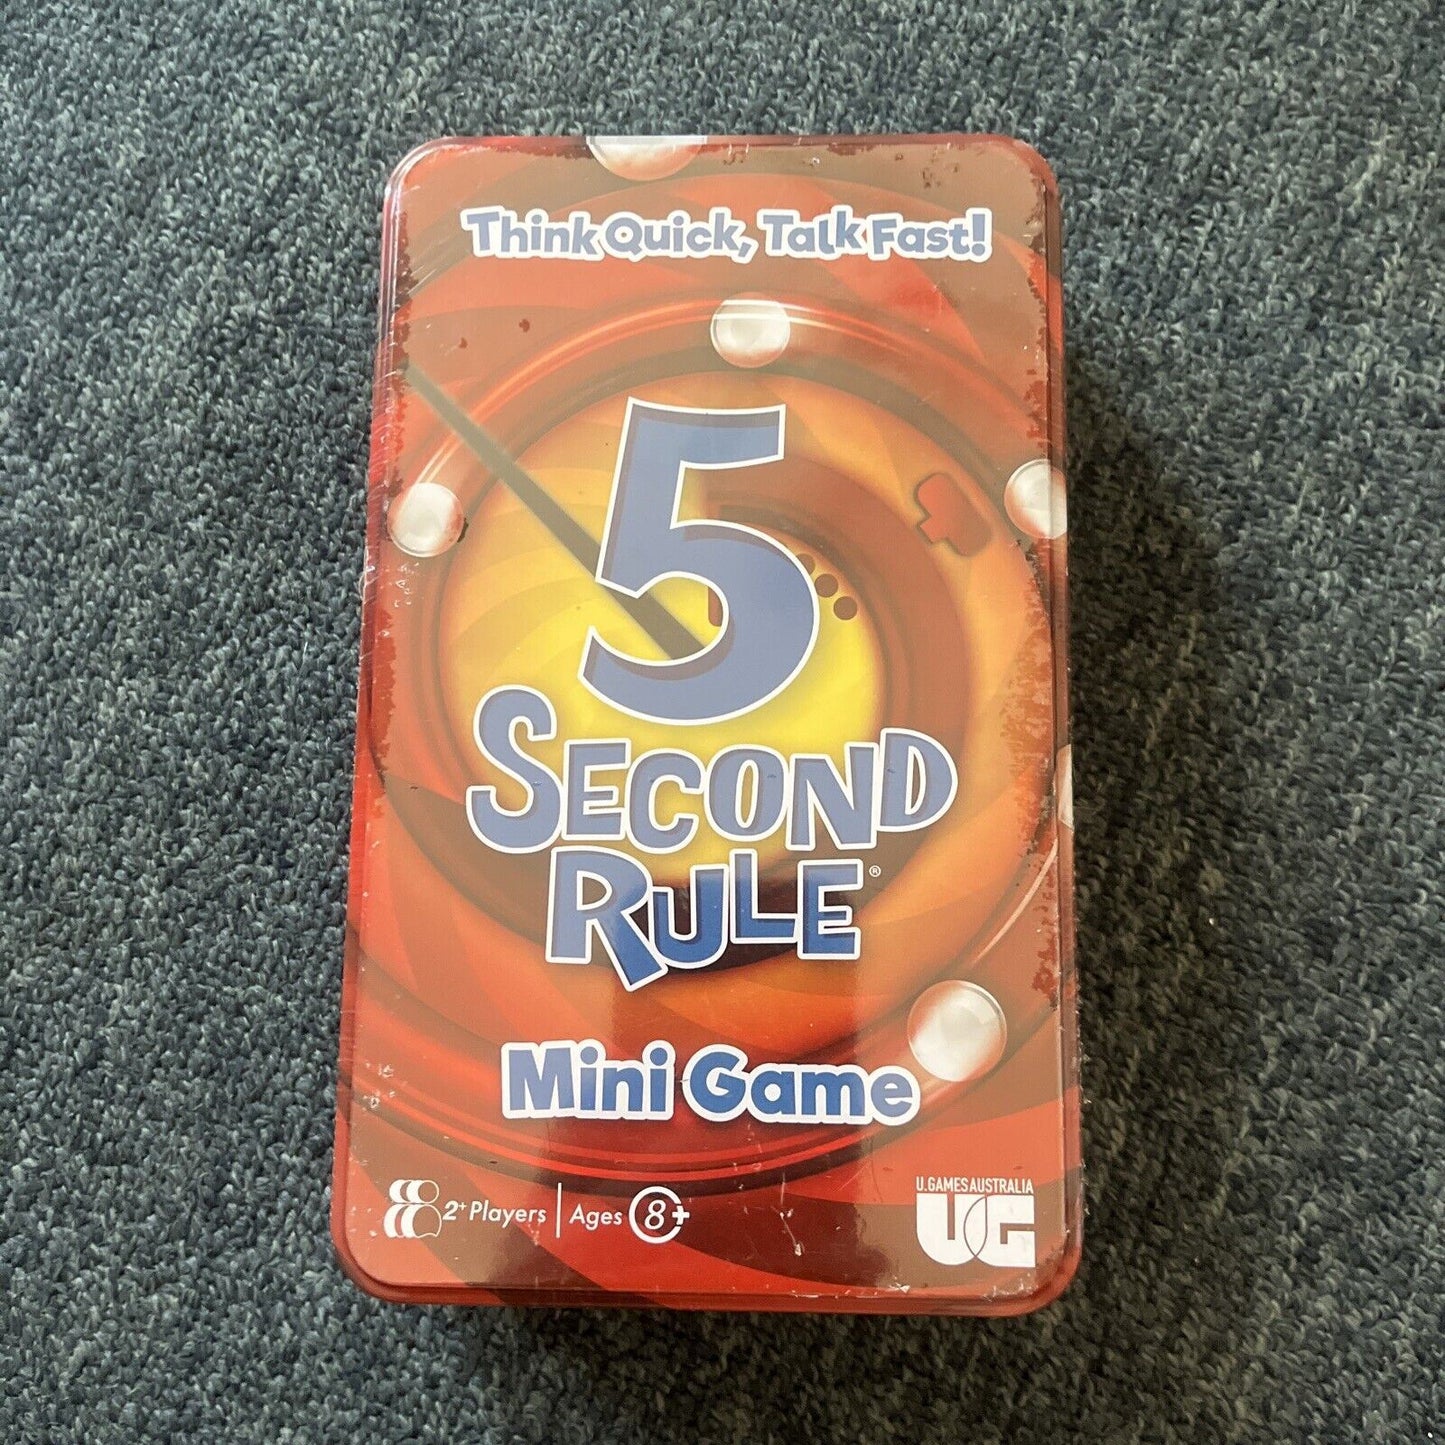 Think Quick, Talk Fast!
5
SECOND
RULE®
Mini Game
2+ Players | Ages 8+
U.GAMES AUSTRALIA
UG